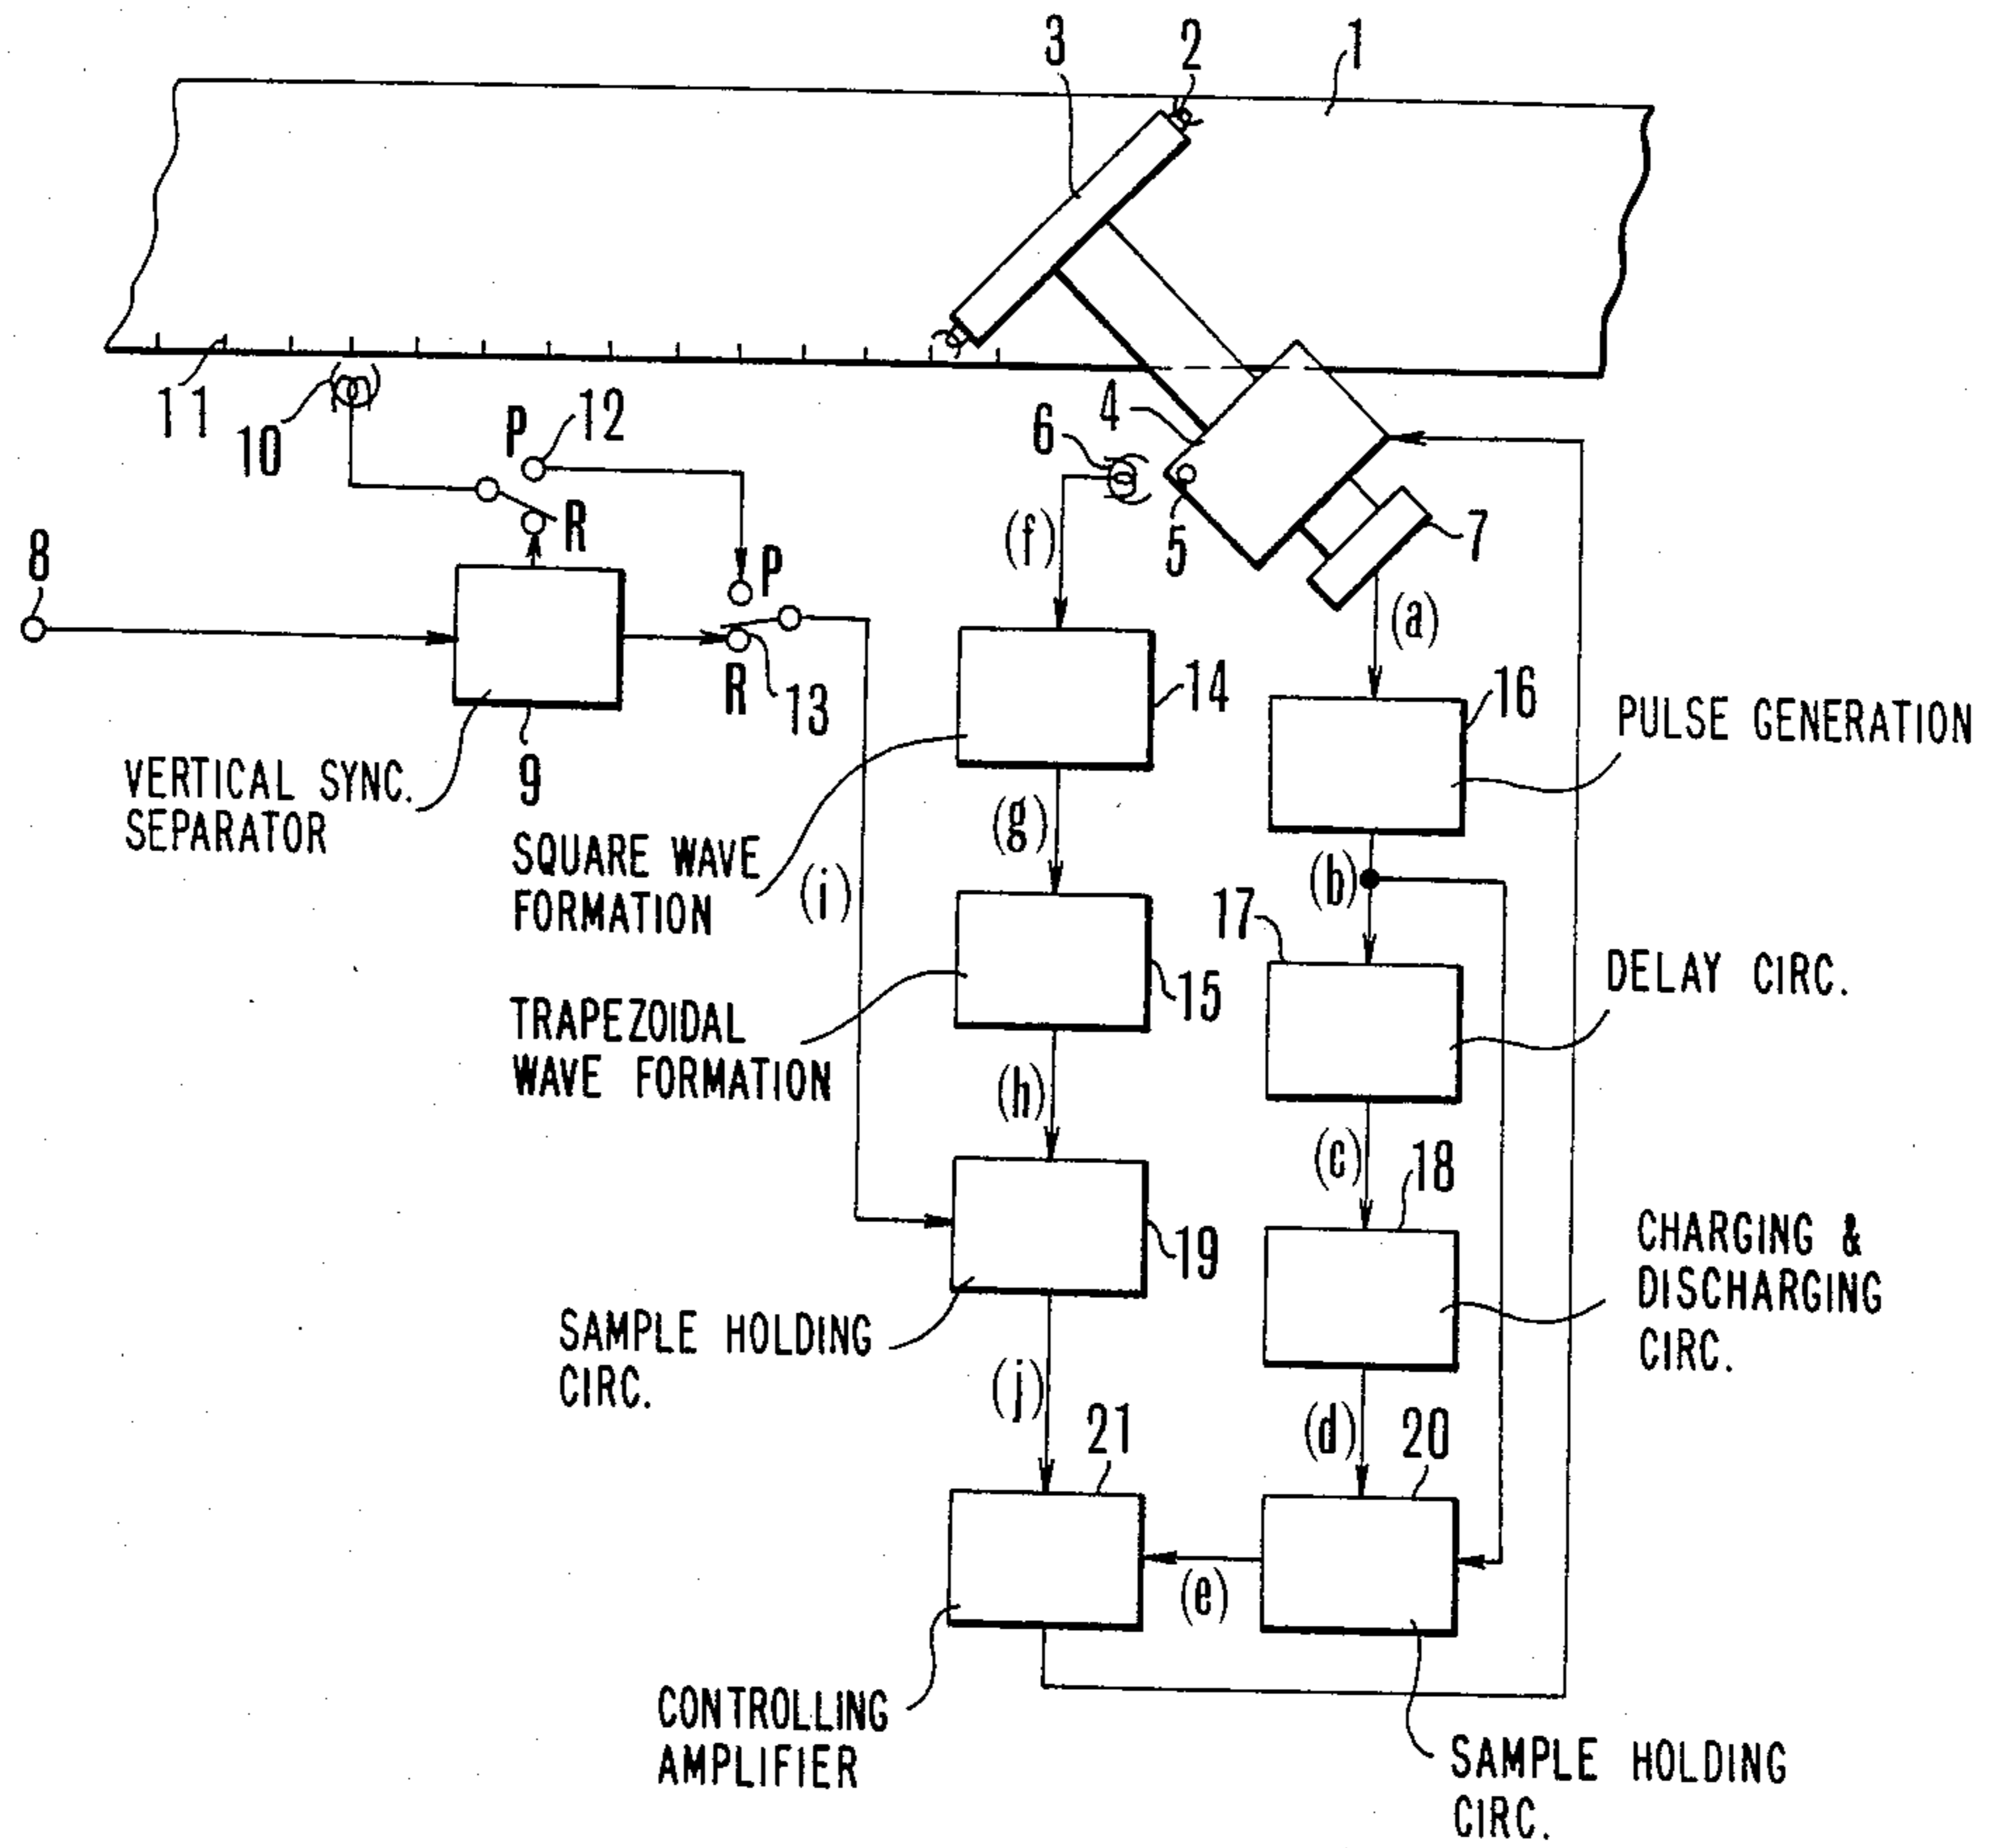 3
2
1
11
10
P
12
R
8
6
4
5
7
(f)
(a)
P
R
13
9
VERTICAL SYNC.
SEPARATOR
14
16
PULSE GENERATION
SQUARE WAVE
FORMATION
(i)
(g)
(b)
17
DELAY CIRC.
15
TRAPEZOIDAL
WAVE FORMATION
(h)
(c)
18
19
CHARGING &
DISCHARGING
CIRC.
SAMPLE HOLDING
CIRC.
(j)
(d)
21
20
(e)
CONTROLLING
AMPLIFIER
SAMPLE HOLDING
CIRC.